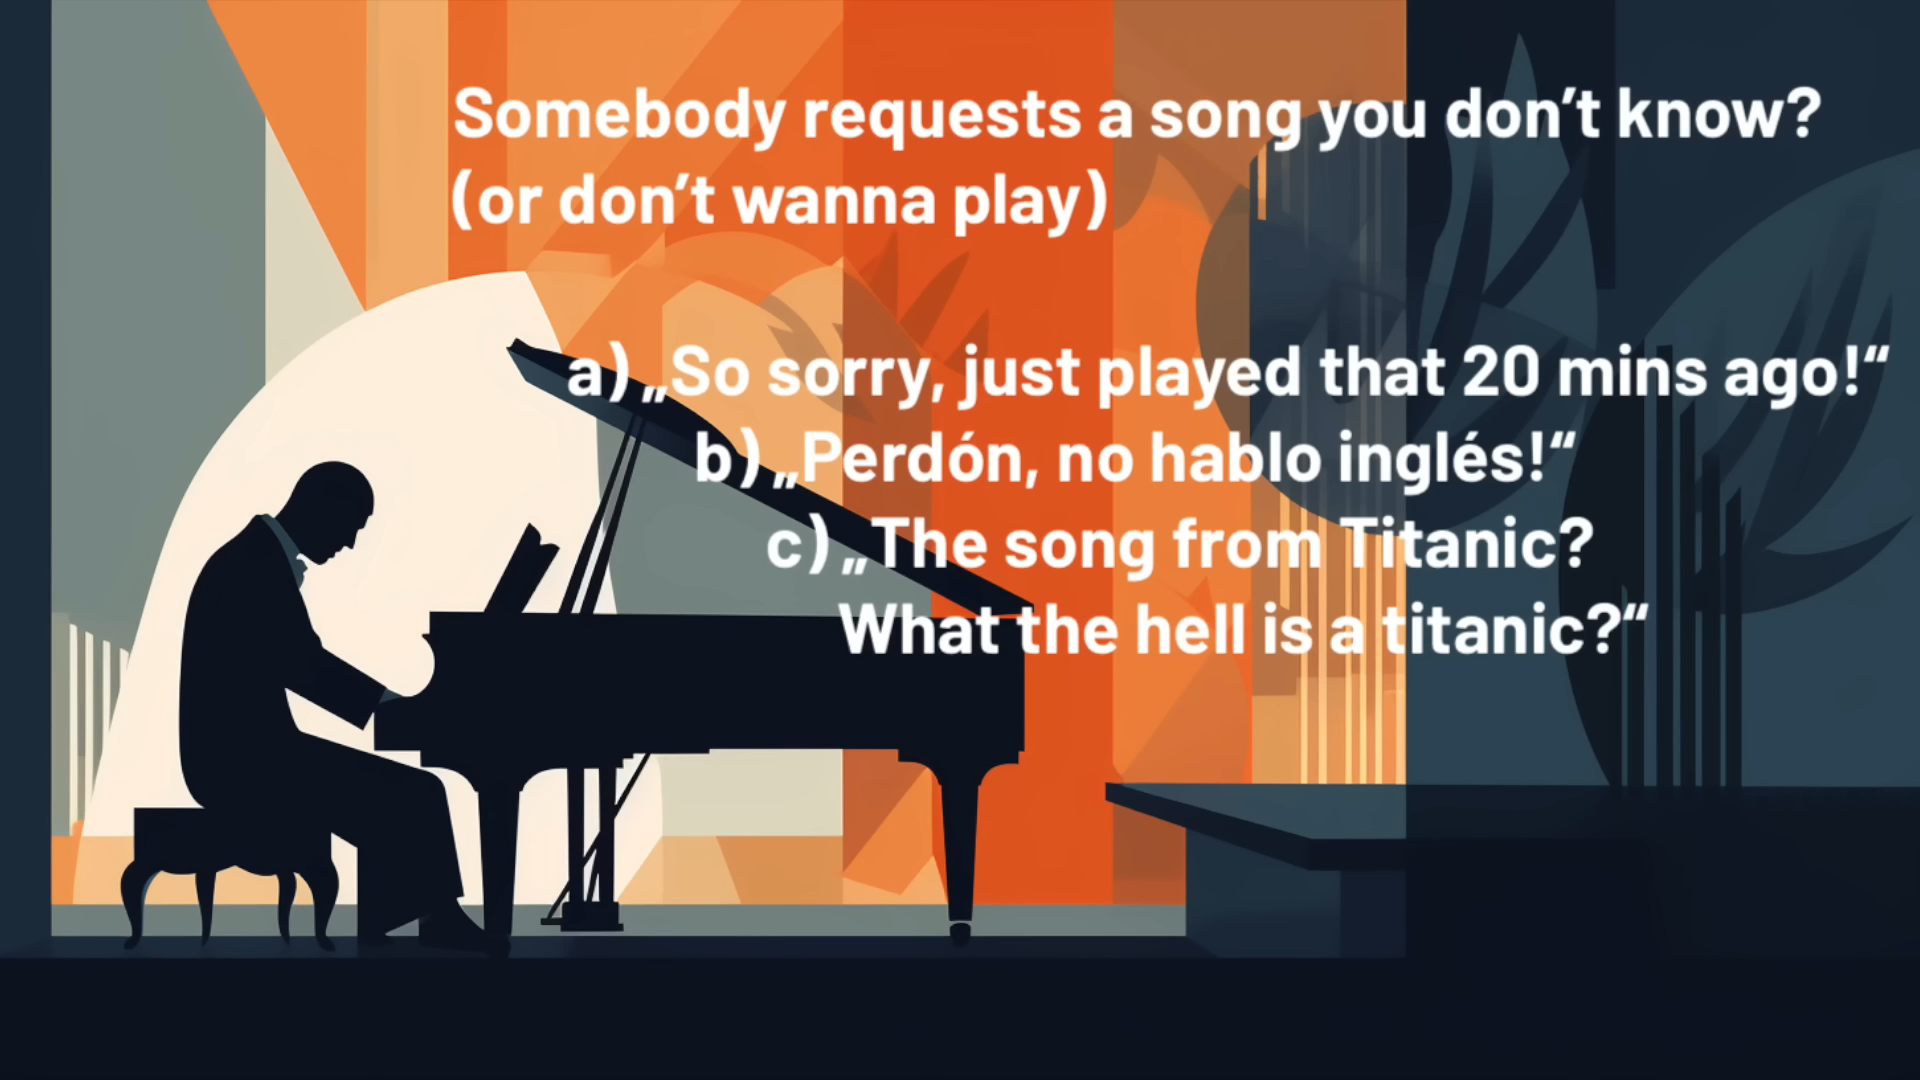 Somebody requests a song you don’t know?
(or don’t wanna play)
a) „So sorry, just played that 20 mins ago!“
b) „Perdón, no hablo inglés!“
c) „The song from Titanic?
What the hell is a titanic?“